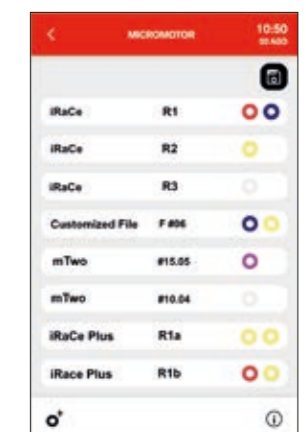 MICROMOTOR 10:50
iRaCe R1
iRaCe R2
iRaCe R3
Customized File F #06
mTwo #15.05
mTwo #10.04
iRaCe Plus R1a
iRace Plus R1b